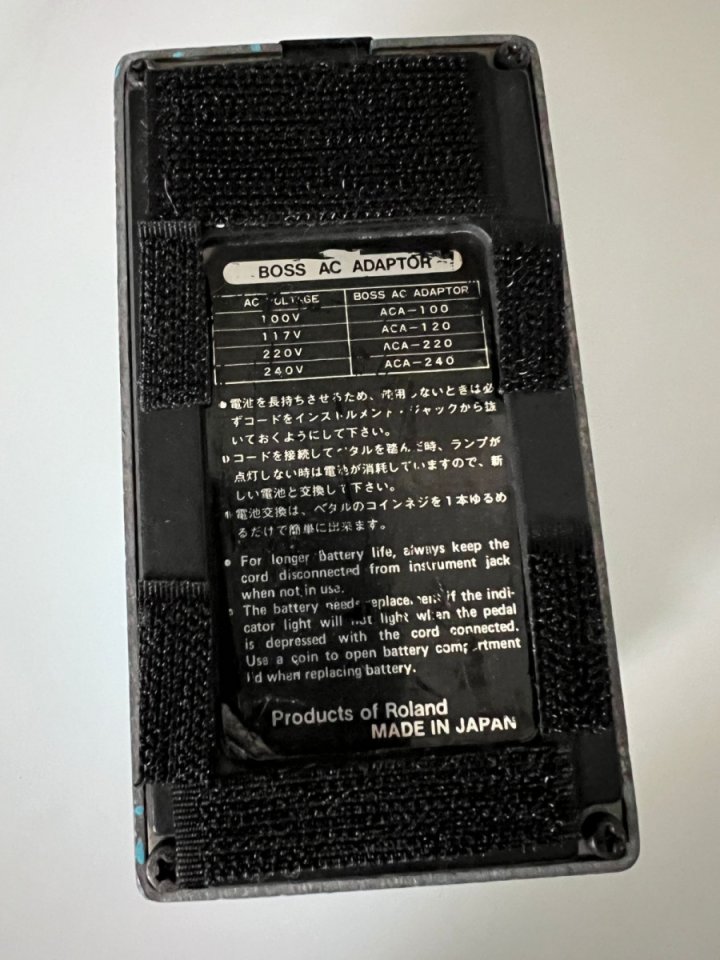 BOSS AC ADAPTOR
AC VOLTAGE BOSS AC ADAPTOR
100V ACA-100
117V ACA-120
220V ACA-220
240V ACA-240
●電池を長持ちさせるため、使用しないときは必
ずコードをインストルメント・ジャックから抜
いておくようにして下さい。
●コードを接続してペタルを踏んだ時、ランプが
点灯しない時は電池が消耗していますので、新
しい電池と交換して下さい。
●電池交換は、ペタルのコインネジを1本ゆるめ
るだけで簡単に出来ます。
● For longer Battery life, always keep the
cord disconnected from instrument jack
when not in use.
● The battery needs replacement if the indi-
cator light will not light when the pedal
is depressed with the cord connected.
Use a coin to open battery compartment
lid when replacing battery.
Products of Roland
MADE IN JAPAN